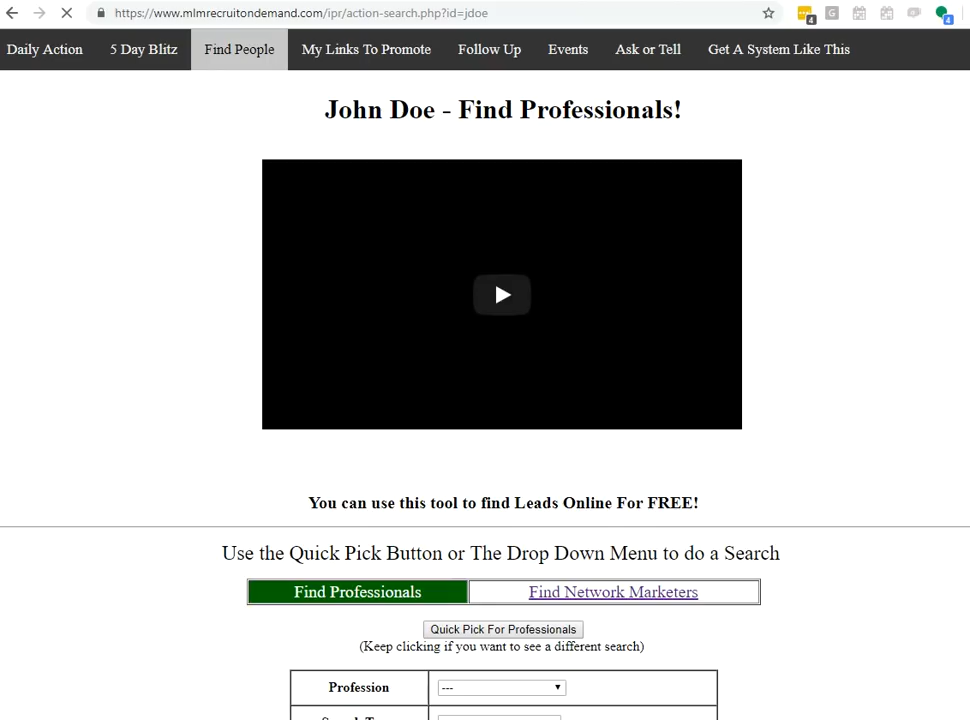 https://www.mlmrecruitondemand.com/ipr/action-search.php?id=jdoe
4
G
4
Daily Action 5 Day Blitz Find People My Links To Promote Follow Up Events Ask or Tell Get A System Like This
John Doe - Find Professionals!
You can use this tool to find Leads Online For FREE!
Use the Quick Pick Button or The Drop Down Menu to do a Search
Find Professionals Find Network Marketers
Quick Pick For Professionals
(Keep clicking if you want to see a different search)
Profession ---